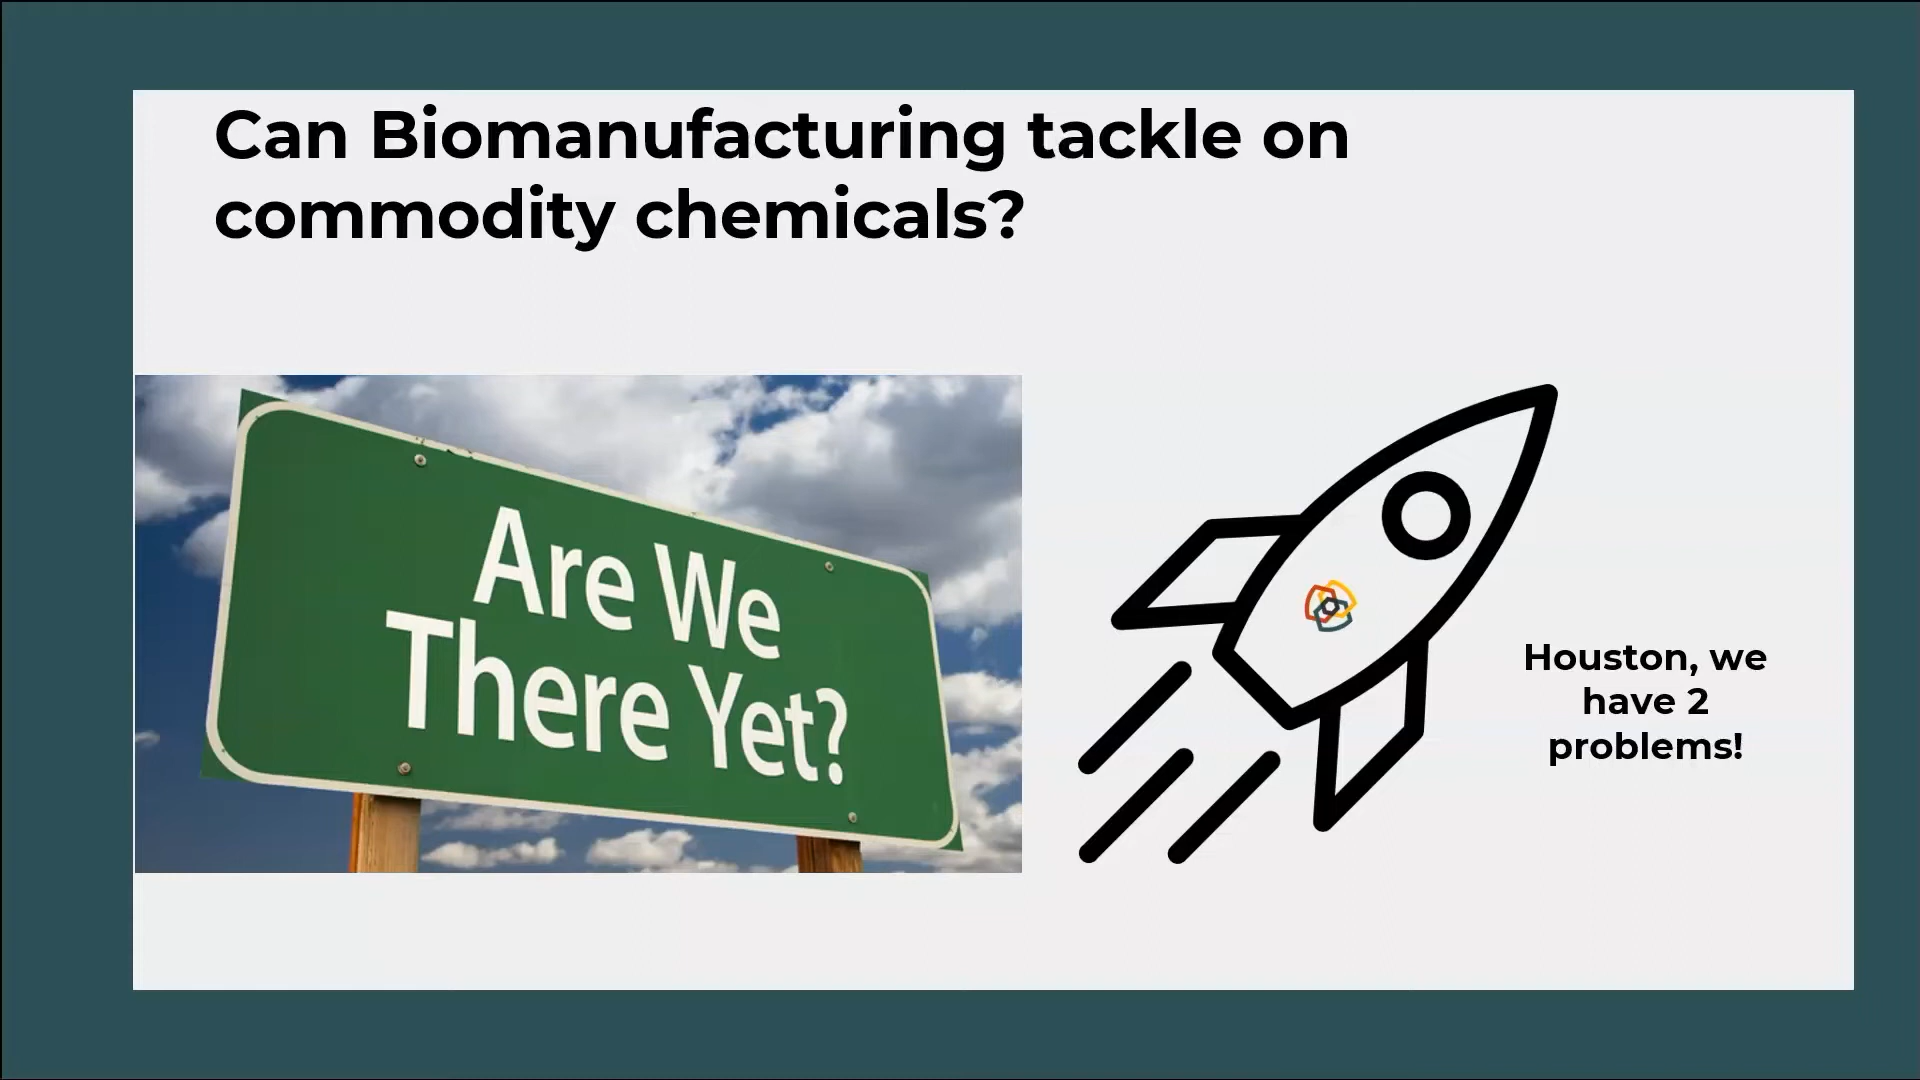 Can Biomanufacturing tackle on
commodity chemicals?
Are We
There Yet?
Houston, we
have 2
problems!